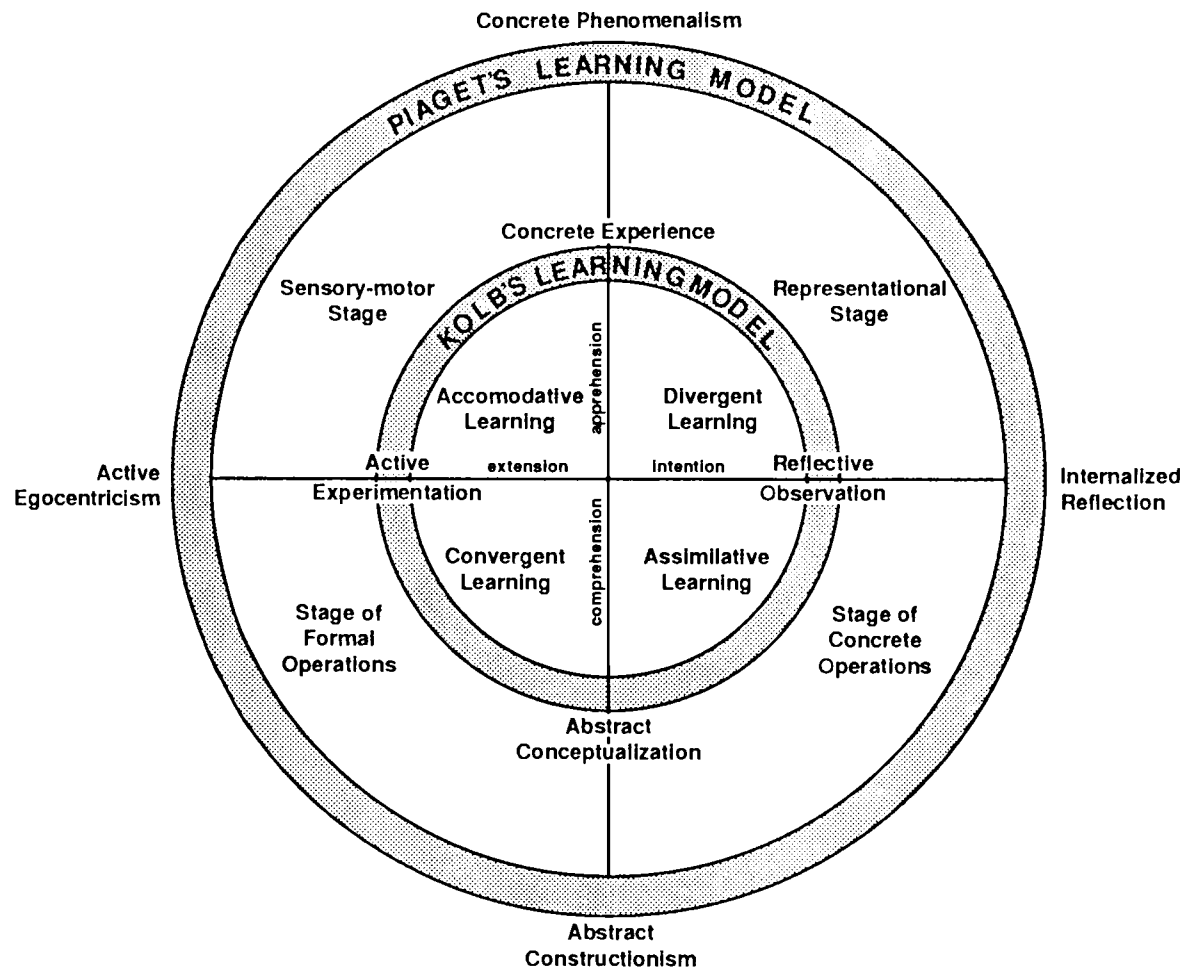 Concrete Phenomenalism
PIAGET'S LEARNING MODEL
Concrete Experience
KOLB'S LEARNING MODEL
Sensory-motor
Stage
Representational
Stage
apprehension
Accomodative
Learning
Divergent
Learning
Active
Egocentricism
Active
Experimentation
extension
intention
Reflective
Observation
Internalized
Reflection
comprehension
Convergent
Learning
Assimilative
Learning
Stage of
Formal
Operations
Stage of
Concrete
Operations
Abstract
Conceptualization
Abstract
Constructionism